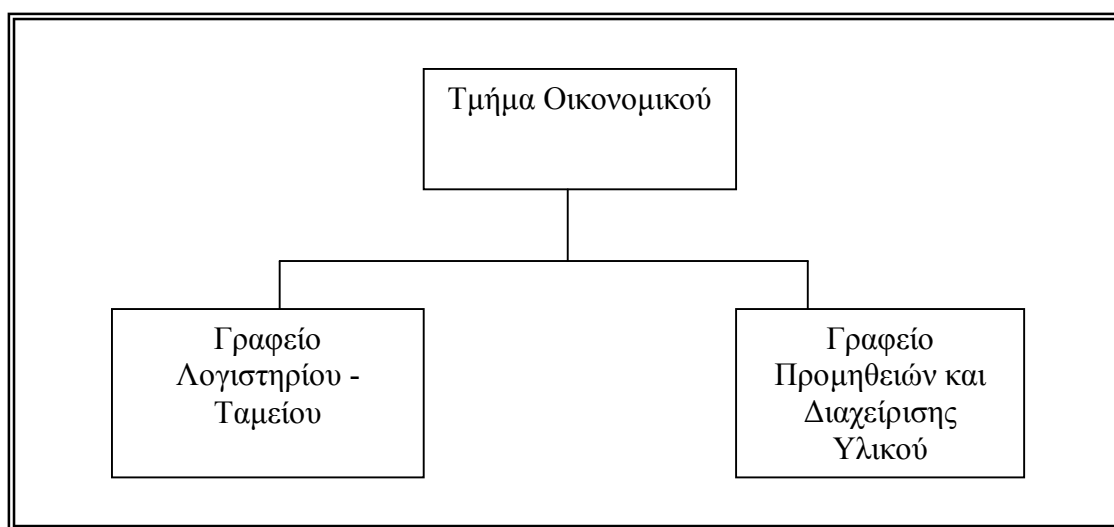 Τμήμα Οικονομικού
Γραφείο
Λογιστηρίου -
Ταμείου
Γραφείο
Προμηθειών και
Διαχείρισης
Υλικού